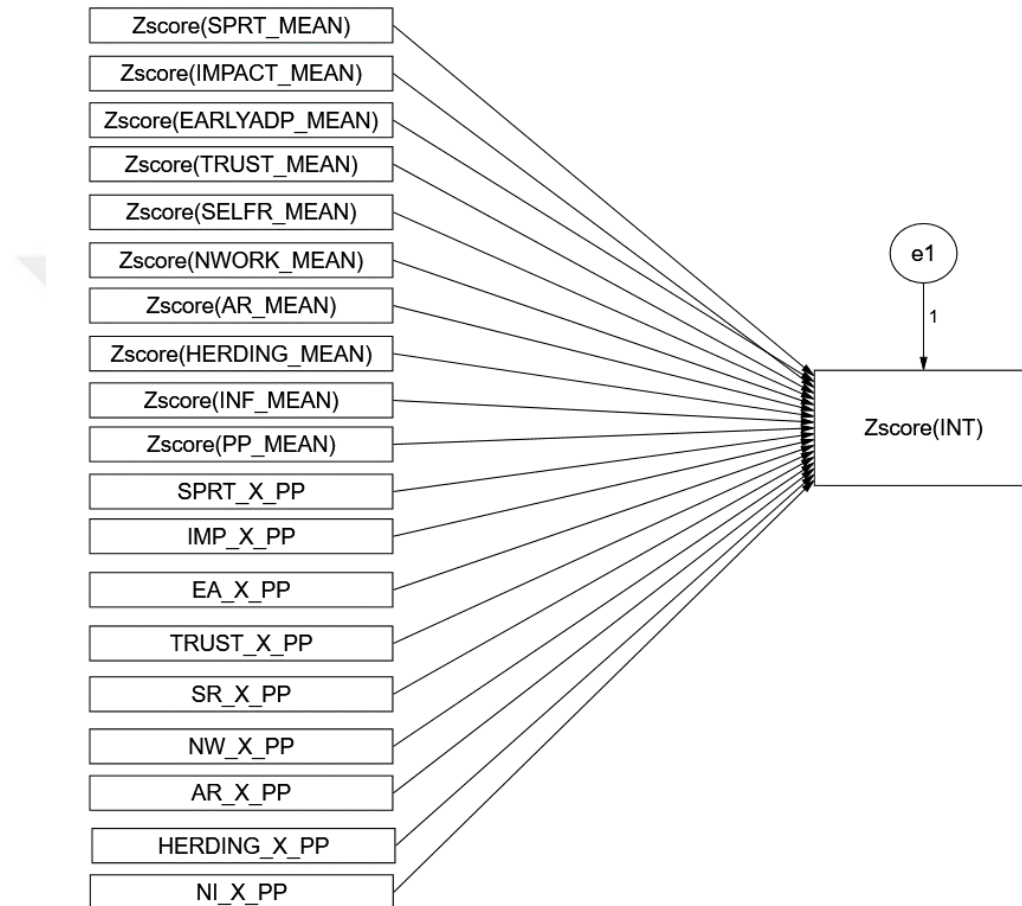 Zscore(SPRT_MEAN)
Zscore(IMPACT_MEAN)
Zscore(EARLYADP_MEAN)
Zscore(TRUST_MEAN)
Zscore(SELFR_MEAN)
Zscore(NWORK_MEAN)
Zscore(AR_MEAN)
Zscore(HERDING_MEAN)
Zscore(INF_MEAN)
Zscore(PP_MEAN)
SPRT_X_PP
IMP_X_PP
EA_X_PP
TRUST_X_PP
SR_X_PP
NW_X_PP
AR_X_PP
HERDING_X_PP
NI_X_PP
e1
1
Zscore(INT)